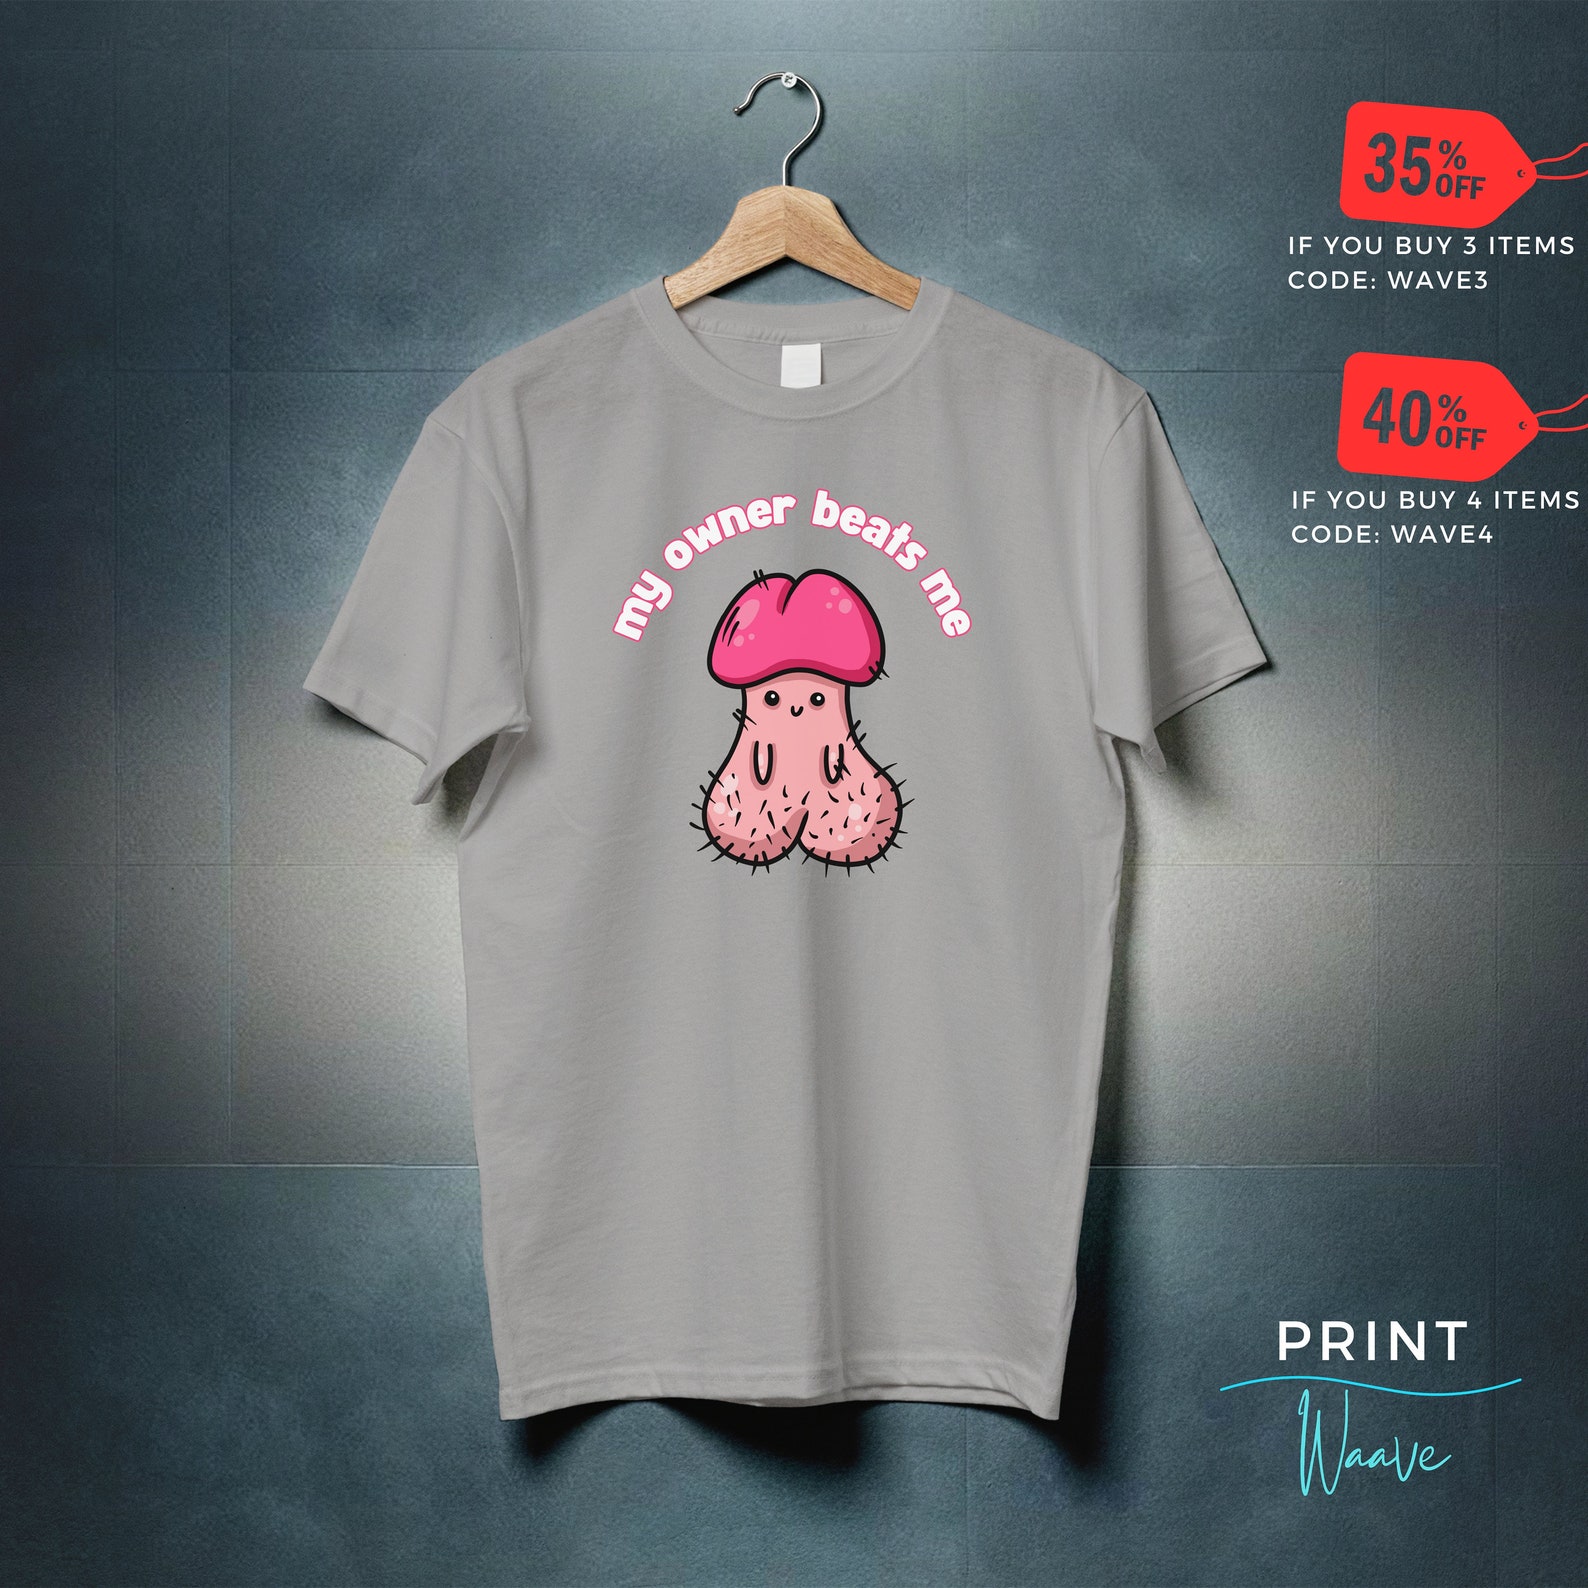 my owner beats me
35% OFF
IF YOU BUY 3 ITEMS
CODE: WAVE3
40% OFF
IF YOU BUY 4 ITEMS
CODE: WAVE4
PRINT
Waave